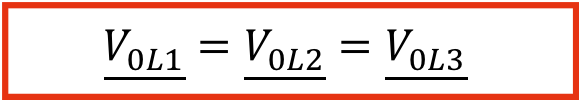 V₀L₁ = V₀L₂ = V₀L₃